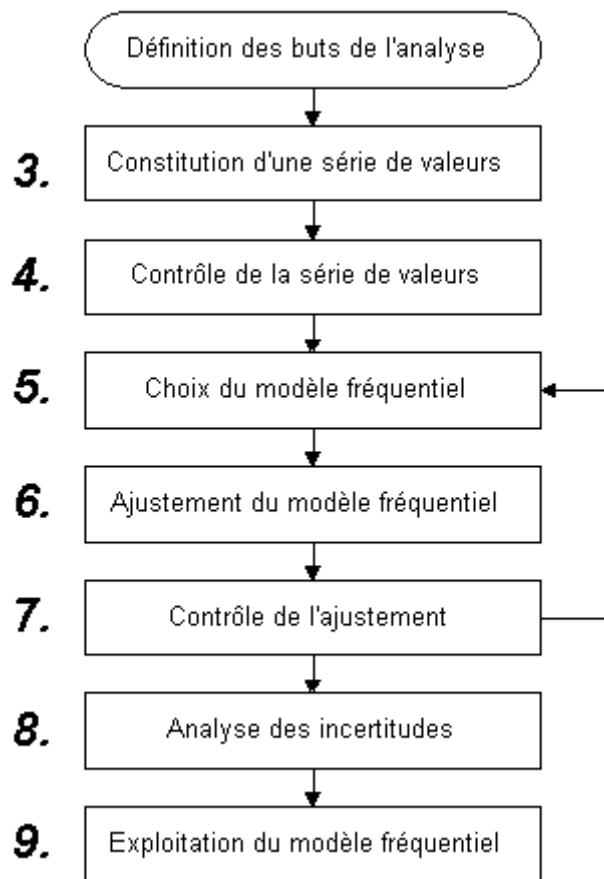 Définition des buts de l'analyse
3. Constitution d'une série de valeurs
4. Contrôle de la série de valeurs
5. Choix du modèle fréquentiel
6. Ajustement du modèle fréquentiel
7. Contrôle de l'ajustement
8. Analyse des incertitudes
9. Exploitation du modèle fréquentiel